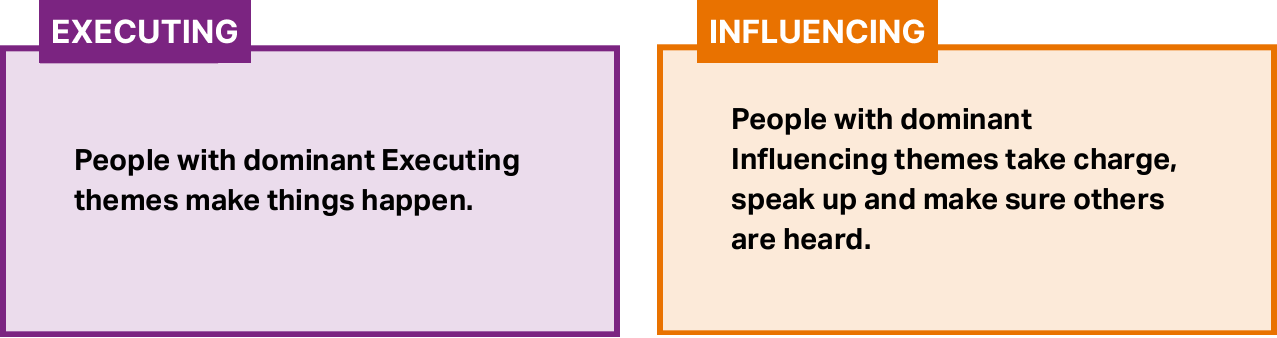 EXECUTING
People with dominant Executing
themes make things happen.
INFLUENCING
People with dominant
Influencing themes take charge,
speak up and make sure others
are heard.